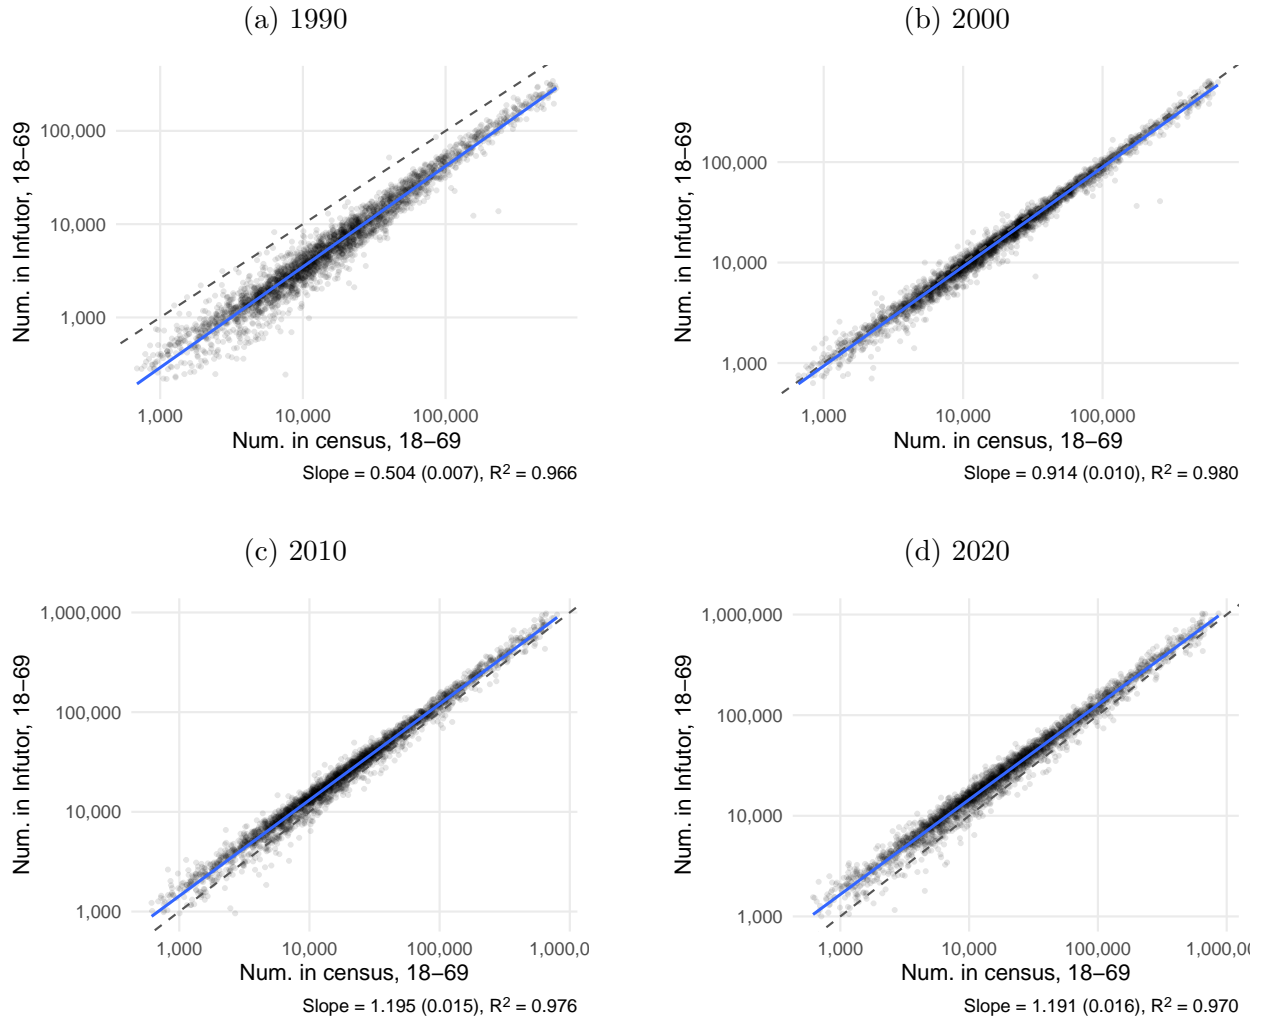 (a) 1990
Num. in Infutor, 18–69
100,000
10,000
1,000
1,000 10,000 100,000
Num. in census, 18–69
Slope = 0.504 (0.007), R² = 0.966
(b) 2000
Num. in Infutor, 18–69
100,000
10,000
1,000
1,000 10,000 100,000
Num. in census, 18–69
Slope = 0.914 (0.010), R² = 0.980
(c) 2010
Num. in Infutor, 18–69
1,000,000
100,000
10,000
1,000
1,000 10,000 100,000 1,000,0
Num. in census, 18–69
Slope = 1.195 (0.015), R² = 0.976
(d) 2020
Num. in Infutor, 18–69
1,000,000
100,000
10,000
1,000
1,000 10,000 100,000 1,000,0
Num. in census, 18–69
Slope = 1.191 (0.016), R² = 0.970